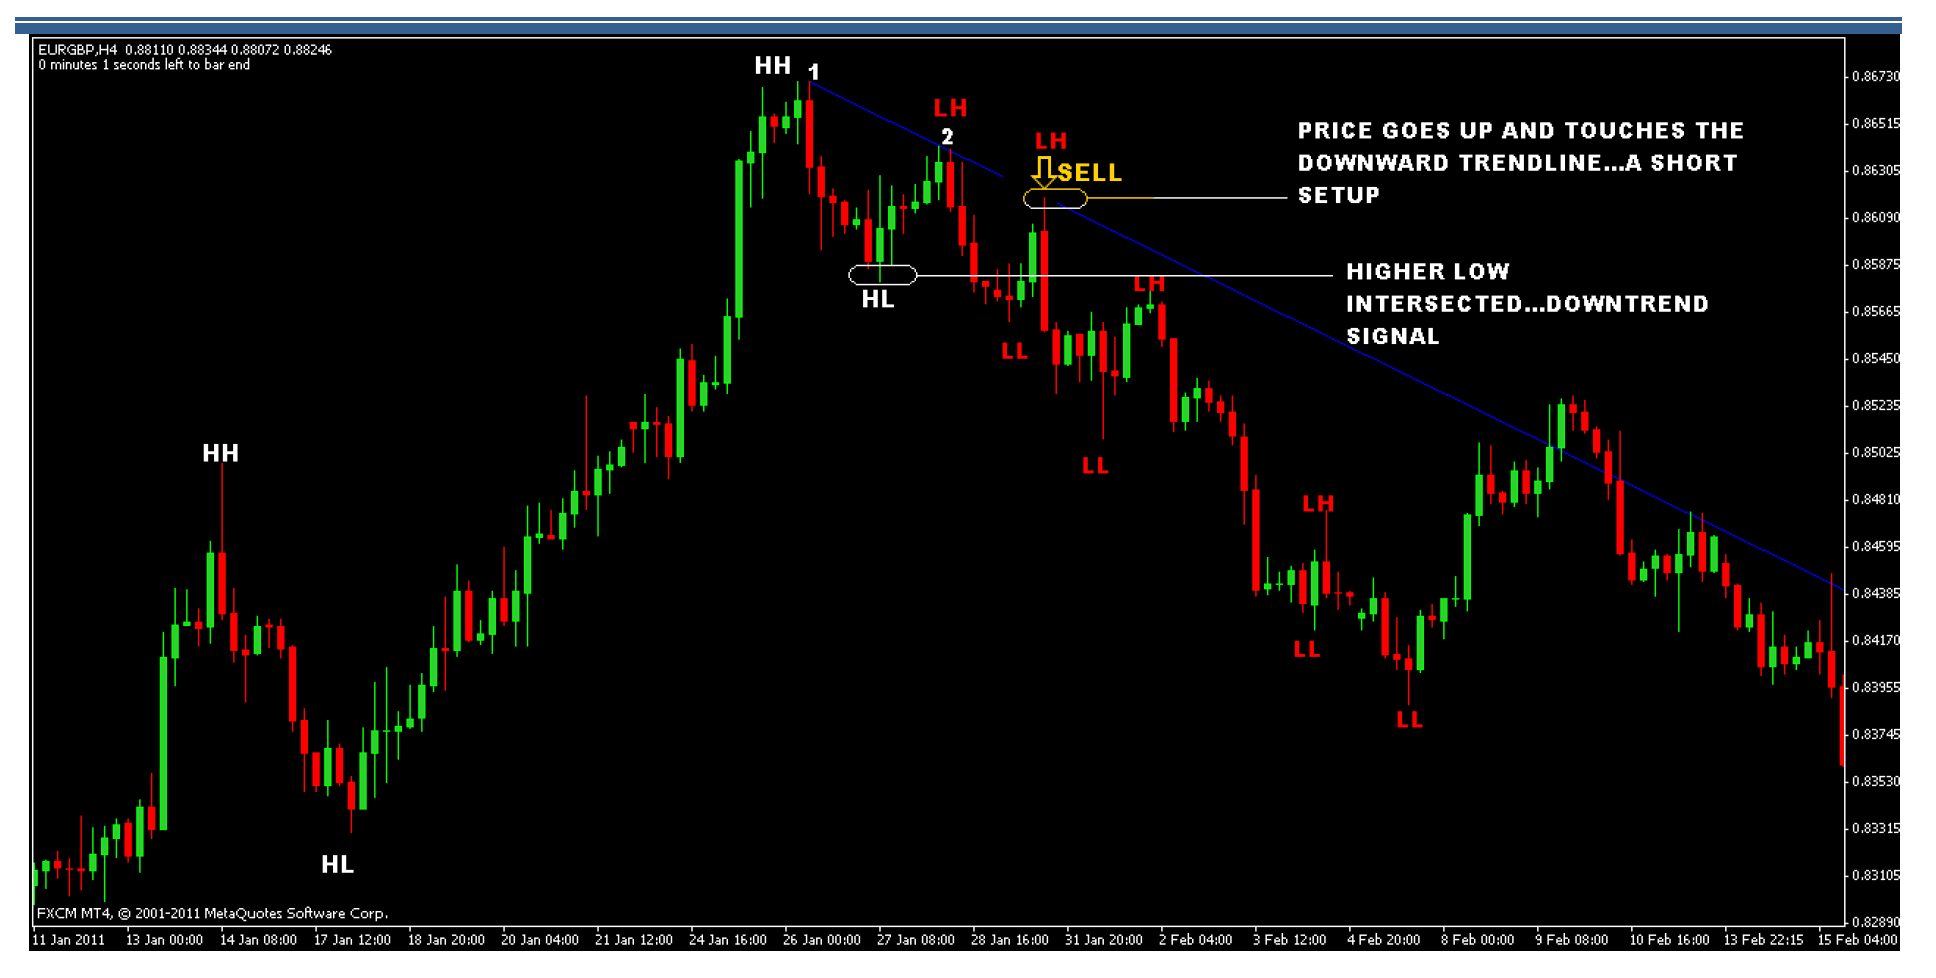 EURGBP,H4 0.88110 0.88344 0.88072 0.88246
0 minutes 1 seconds left to bar end
HH 1
LH
2
LH
SELL
PRICE GOES UP AND TOUCHES THE
DOWNWARD TRENDLINE...A SHORT
SETUP
HIGHER LOW
INTERSECTED...DOWNTREND
SIGNAL
HL
LH
LL
HH
LL
LH
LL
LL
HL
0.86730
0.86515
0.86305
0.86090
0.85875
0.85665
0.85450
0.85235
0.85025
0.84810
0.84595
0.84385
0.84170
0.83955
0.83745
0.83530
0.83315
0.83105
0.82890
FXCM MT4, © 2001-2011 MetaQuotes Software Corp.
11 Jan 2011 13 Jan 00:00 14 Jan 08:00 17 Jan 12:00 18 Jan 20:00 20 Jan 04:00 21 Jan 12:00 24 Jan 16:00 26 Jan 00:00 27 Jan 08:00 28 Jan 16:00 31 Jan 20:00 2 Feb 04:00 3 Feb 12:00 4 Feb 20:00 8 Feb 00:00 9 Feb 08:00 10 Feb 16:00 13 Feb 22:15 15 Feb 04:00